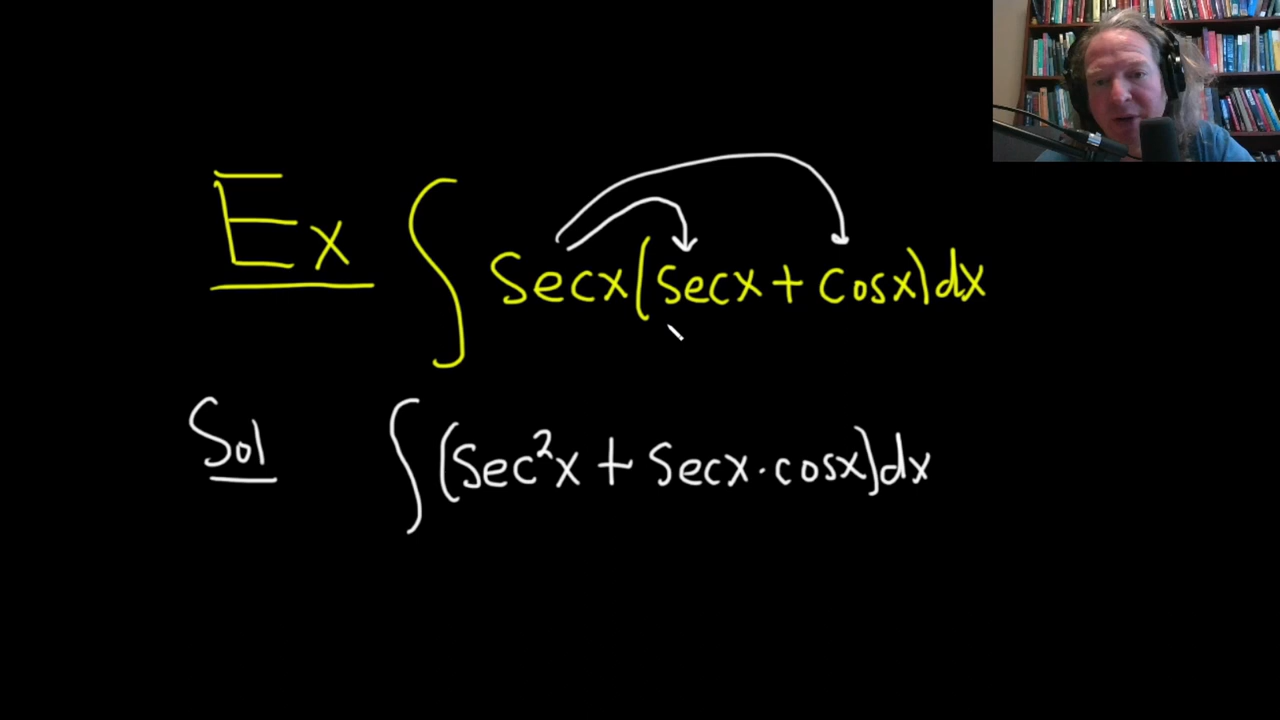 Ex ∫ secx(secx + cosx)dx
Sol ∫ (sec²x + secx·cosx)dx